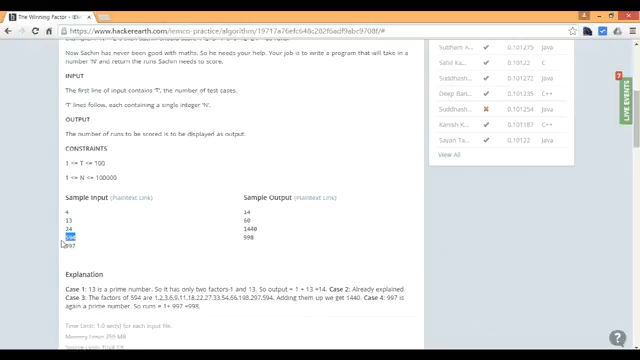 The Winning Factor – (Di
https://www.hackerearth.com/iemco-practice/algorithm/
Now Sachin has never been good with maths. So he needs your help. Your job is to write a program that will take in a
number 'N' and return the runs Sachin needs to score.
INPUT
The first line of input contains 'T', the number of test cases.
'T' lines follow, each containing a single integer 'N'.
OUTPUT
The number of runs to be scored is to be displayed as output.
CONSTRAINTS
1 <= T <= 100
1 <= N <= 100000
Sample Input (Plaintext Link)
4
13
24
594
997
Sample Output (Plaintext Link)
14
60
1440
998
Explanation
Case 1: 13 is a prime number. So it has only two factors-1 and 13. So output = 1 + 13 =14. Case 2: Already explained.
Case 3: The factors of 594 are 1,2,3,6,9,11,18,22,27,33,54,66,198,297,594. Adding them up we get 1440. Case 4: 997 is
again a prime number. So runs = 1+ 997 =998.
Time Limit: 1.0 sec(s) for each input file.
Memory Limit: 256 MB
Subham A... 0.101235 Java
Sahil Ka... 0.10122 C
Suddhash... 0.101272 Java
Deep Ban... 0.101235 C++
Suddhash... 0.101254 Java
Kanish K... 0.101187 C++
Sayan Ta... 0.10122 Java
View All
7
LIVE EVENTS
?